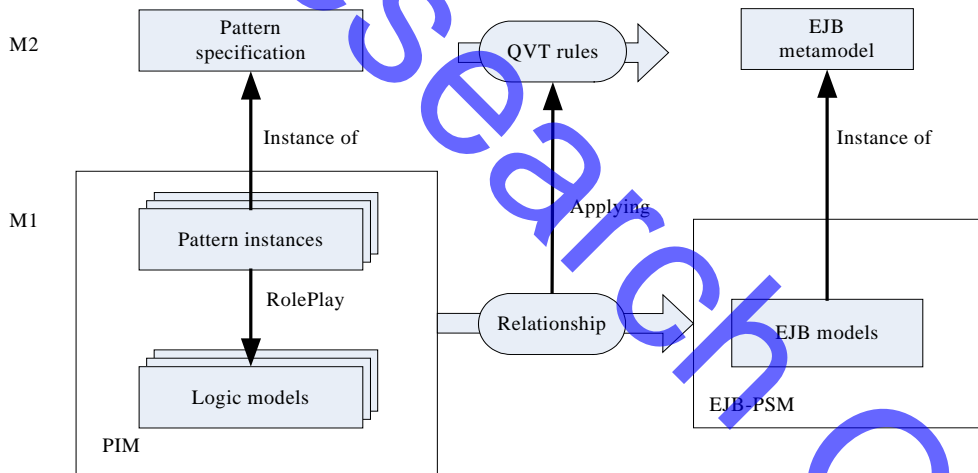 M2
Pattern
specification
QVT rules
EJB
metamodel
Instance of
Instance of
M1
Pattern instances
Applying
RolePlay
Relationship
EJB models
Logic models
EJB-PSM
PIM
search